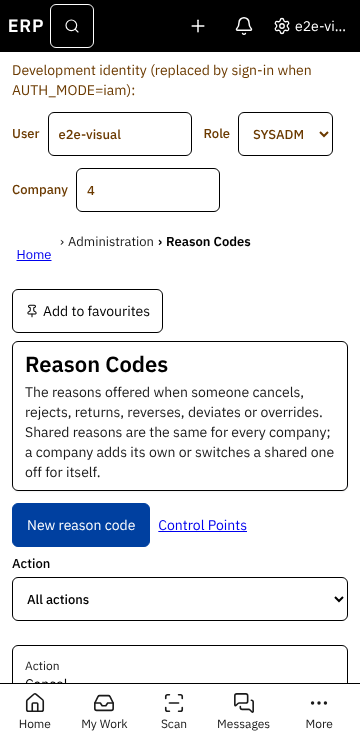 ERP e2e-vi...
Development identity (replaced by sign-in when
AUTH_MODE=iam):
User e2e-visual Role SYSADM
Company 4
Home › Administration › Reason Codes
Add to favourites
Reason Codes
The reasons offered when someone cancels,
rejects, returns, reverses, deviates or overrides.
Shared reasons are the same for every company;
a company adds its own or switches a shared one
off for itself.
New reason code Control Points
Action
All actions
Action
Cancel
Home My Work Scan Messages More